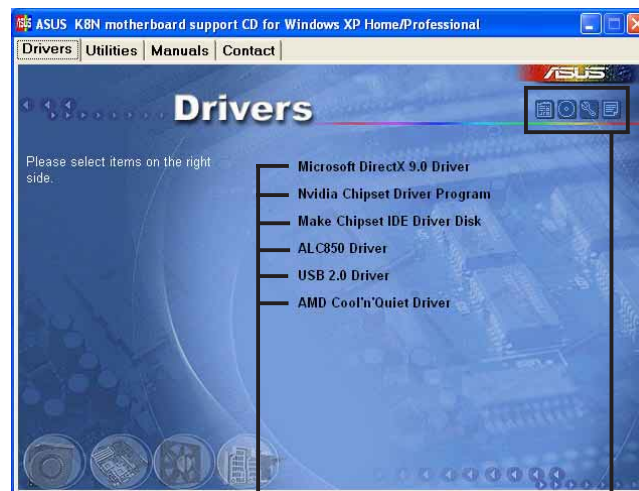 ASUS K8N motherboard support CD for Windows XP Home/Professional
Drivers Utilities Manuals Contact
ASUS
Drivers
Please select items on the right
side.
Microsoft DirectX 9.0 Driver
Nvidia Chipset Driver Program
Make Chipset IDE Driver Disk
ALC850 Driver
USB 2.0 Driver
AMD Cool'n'Quiet Driver